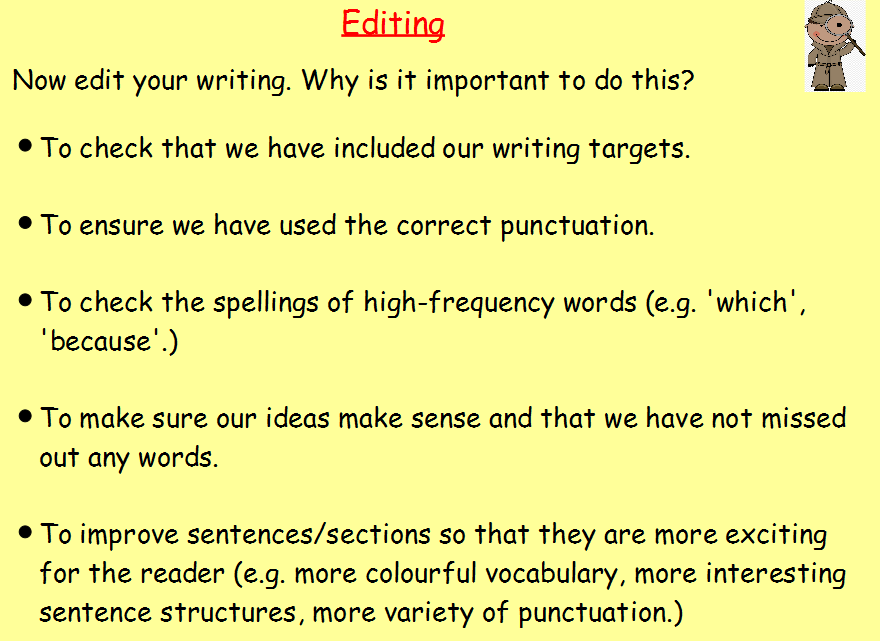 Editing
Now edit your writing. Why is it important to do this?
• To check that we have included our writing targets.
• To ensure we have used the correct punctuation.
• To check the spellings of high-frequency words (e.g. 'which',
'because'.)
• To make sure our ideas make sense and that we have not missed
out any words.
• To improve sentences/sections so that they are more exciting
for the reader (e.g. more colourful vocabulary, more interesting
sentence structures, more variety of punctuation.)